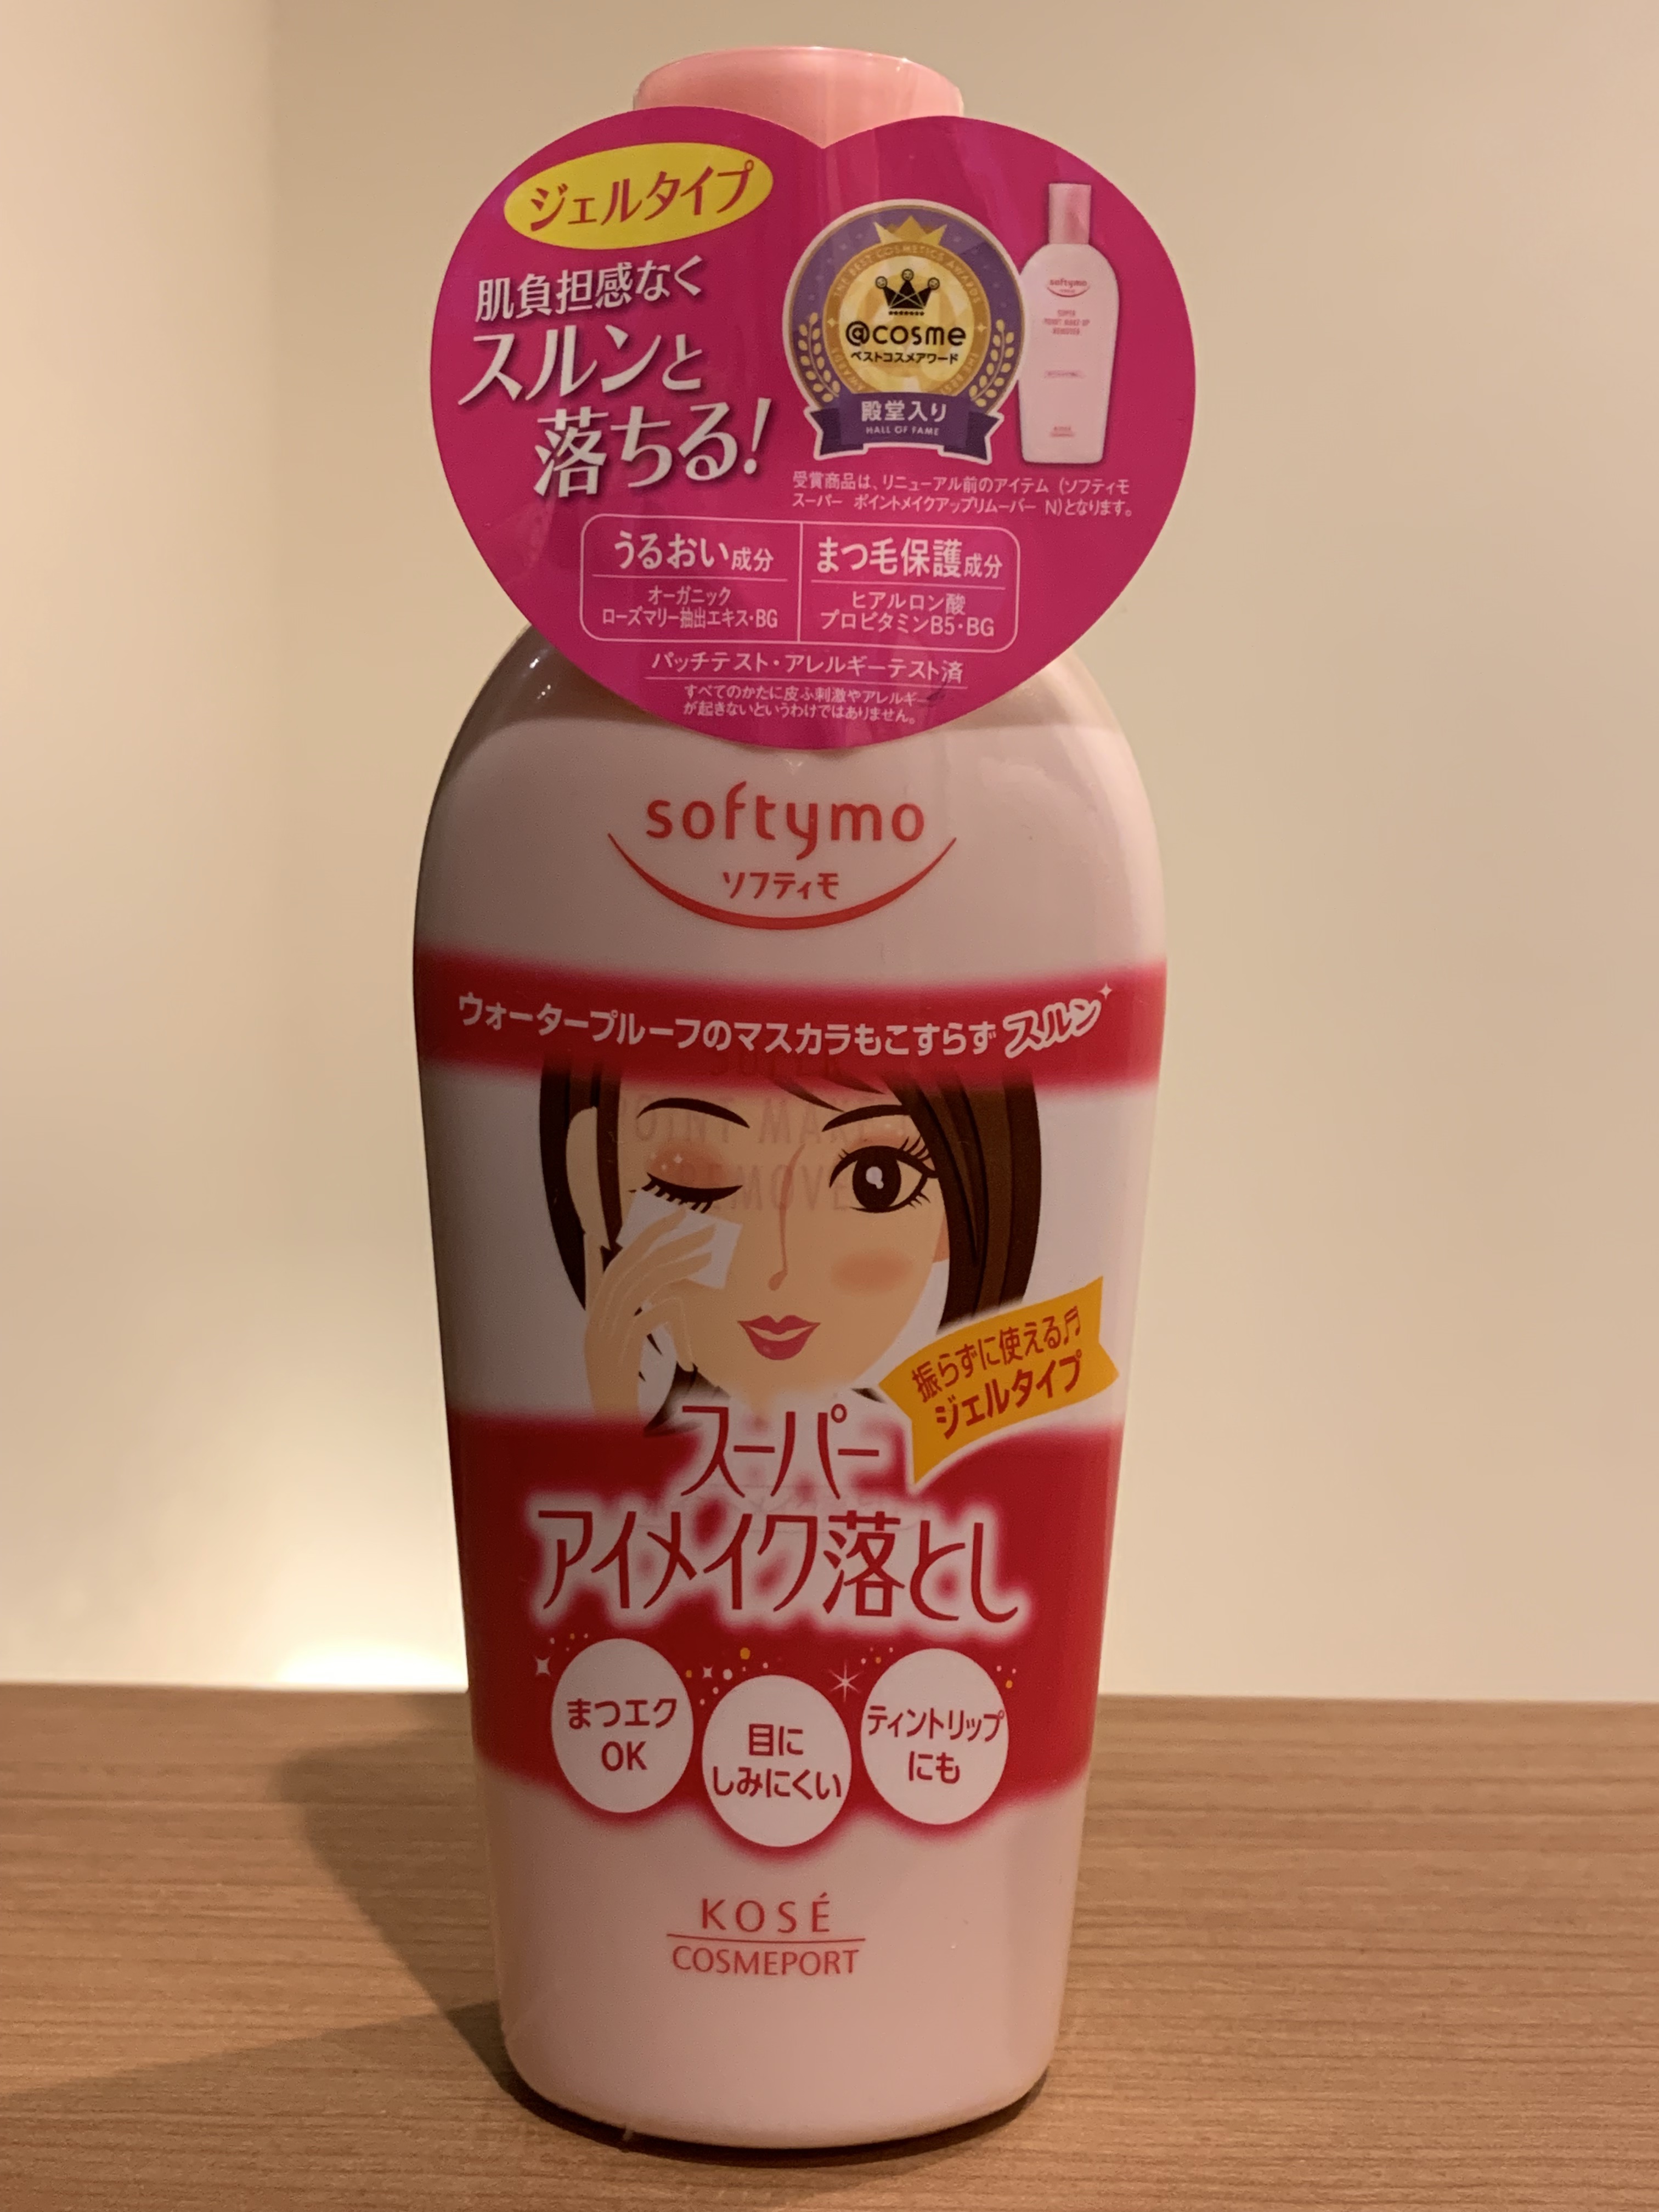 ジェルタイプ
肌負担感なく
スルンと
落ちる!
THE BEST COSMETICS AWARDS
@cosme
ベストコスメアワード
殿堂入り
HALL OF FAME
softymo
SUPER
POINT MAKE UP
REMOVER
受賞商品は、リニューアル前のアイテム（ソフティモ
スーパー ポイントメイクアップリムーバー N)となります。
うるおい成分
オーガニック
ローズマリー抽出エキス・BG
まつ毛保護成分
ヒアルロン酸
プロビタミンB5・BG
パッチテスト・アレルギーテスト済
すべてのかたに皮ふ刺激やアレルギー
が起きないというわけではありません。
softymo
ソフティモ
ウォータープルーフのマスカラもこすらずスルン
振らずに使える♬
ジェルタイプ
スーパー
アイメイク落とし
まつエク
OK
目に
しみにくい
ティントリップ
にも
KOSÉ
COSMEPORT